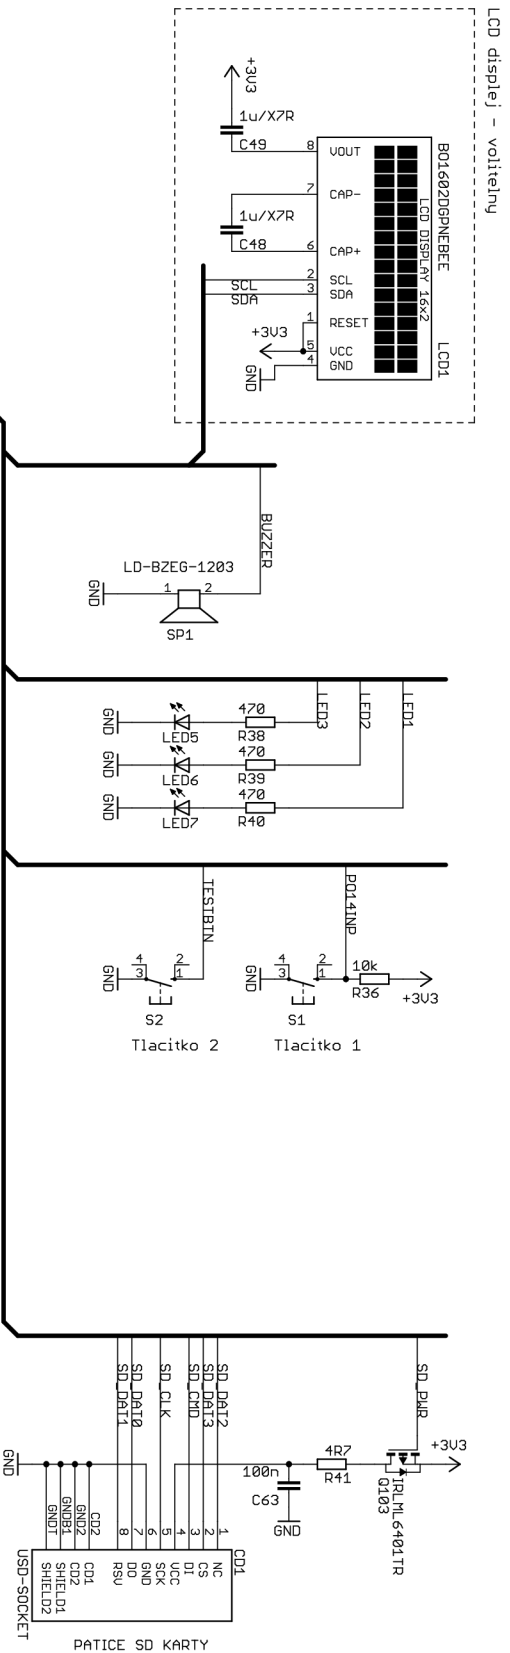 LCD displej - volitelny
+3V3
1u/X7R
C49
8
VOUT
7
CAP-
1u/X7R
C48
6
CAP+
SCL
2
SCL
SDA
3
SDA
1
RESET
+3V3
5
VCC
4
GND
GND
LCD DISPLAY 16x2
BO1602DGPNEBEE
LCD1
BUZZER
LD-BZEG-1203
GND
1
2
SP1
LED3
LED2
LED1
GND
LED5
470
R38
GND
LED6
470
R39
GND
LED7
470
R40
TESTBTN
PO14INP
GND
4
3
2
1
S2
Tlacitko 2
GND
4
3
2
1
S1
Tlacitko 1
10k
R36
+3V3
SD_DAT1
SD_DAT0
SD_CLK
SD_CMD
SD_DAT3
SD_DAT2
SD_PWR
+3V3
IRLML6401TR
Q103
4R7
R41
100n
C63
GND
GND
GNDT
GNDB1
GND2
CD2
8
7
6
5
4
3
2
1
SHIELD2
SHIELD1
CD2
CD1
RSV
DO
GND
SCK
VCC
DI
CS
NC
CD1
USD-SOCKET
PATICE SD KARTY